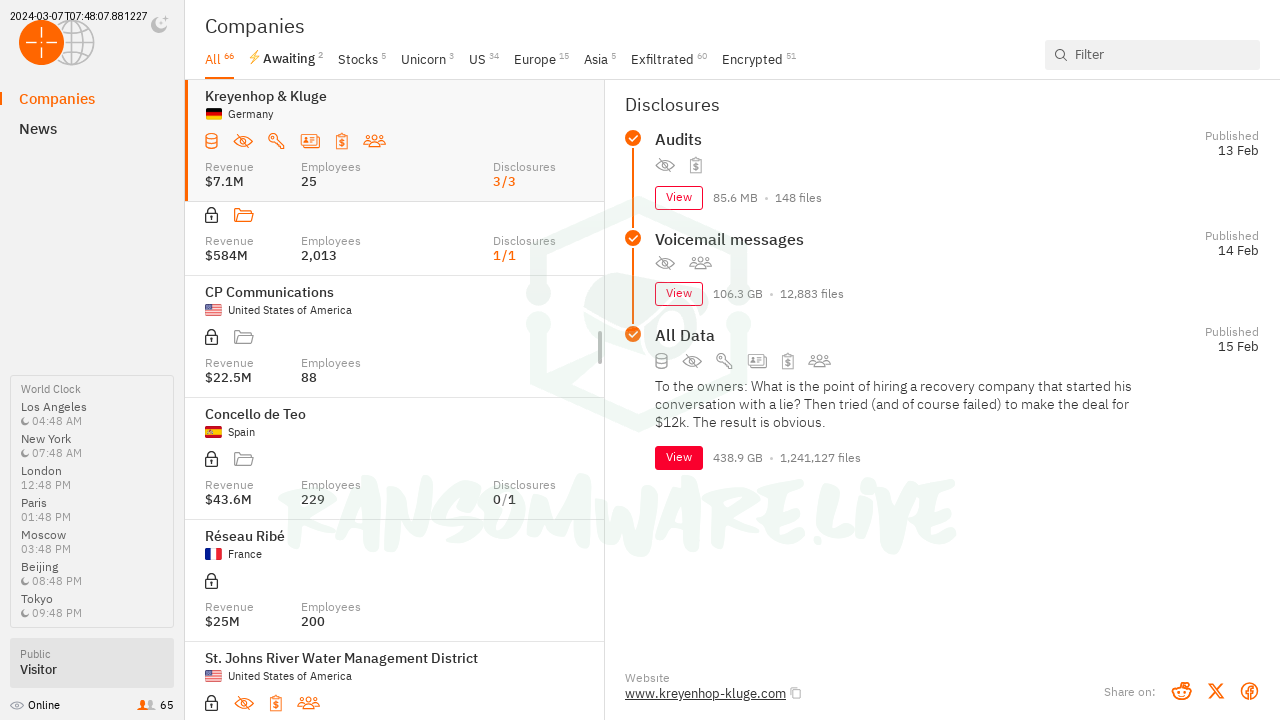 2024-03-07T07:48:07.881227
Companies
News
World Clock
Los Angeles
04:48 AM
New York
07:48 AM
London
12:48 PM
Paris
01:48 PM
Moscow
03:48 PM
Beijing
08:48 PM
Tokyo
09:48 PM
Public
Visitor
Online 65
Companies
All 66 Awaiting 2 Stocks 5 Unicorn 3 US 34 Europe 15 Asia 5 Exfiltrated 60 Encrypted 51
Filter
Kreyenhop & Kluge
Germany
Revenue Employees Disclosures
$7.1M 25 3/3
Revenue Employees Disclosures
$584M 2,013 1/1
CP Communications
United States of America
Revenue Employees
$22.5M 88
Concello de Teo
Spain
Revenue Employees Disclosures
$43.6M 229 0/1
Réseau Ribé
France
Revenue Employees
$25M 200
St. Johns River Water Management District
United States of America
Disclosures
Audits Published
13 Feb
View 85.6 MB • 148 files
Voicemail messages Published
14 Feb
View 106.3 GB • 12,883 files
All Data Published
15 Feb
To the owners: What is the point of hiring a recovery company that started his
conversation with a lie? Then tried (and of course failed) to make the deal for
$12k. The result is obvious.
View 438.9 GB • 1,241,127 files
RANSOMWARE.LIVE
Website
www.kreyenhop-kluge.com
Share on: